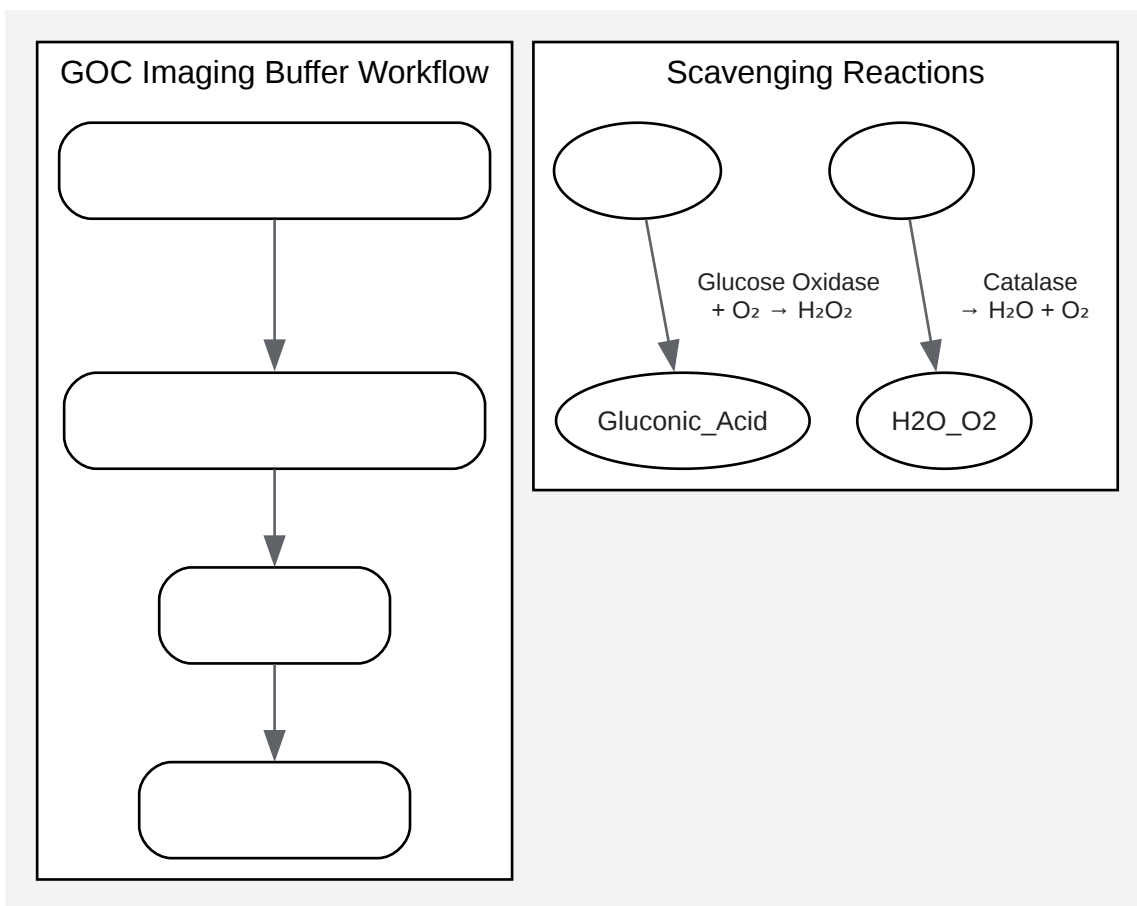 GOC Imaging Buffer Workflow
Scavenging Reactions
Glucose Oxidase
+ O₂ → H₂O₂
Catalase
→ H₂O + O₂
Gluconic_Acid
H2O_O2